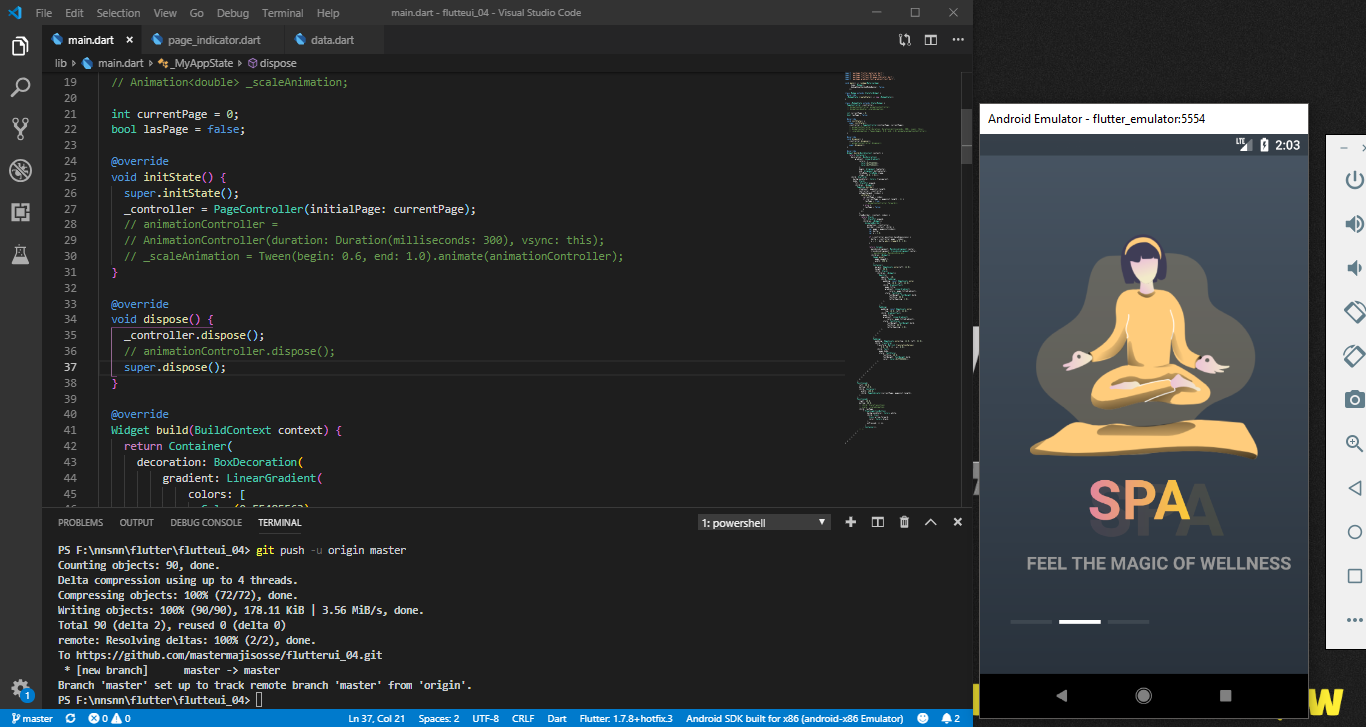 File Edit Selection View Go Debug Terminal Help main.dart - flutteui_04 - Visual Studio Code
main.dart page_indicator.dart data.dart
lib main.dart _MyAppState dispose
19 // Animation<double> _scaleAnimation;
20
21 int currentPage = 0;
22 bool lasPage = false;
23
24 @override
25 void initState() {
26 super.initState();
27 _controller = PageController(initialPage: currentPage);
28 // animationController =
29 // AnimationController(duration: Duration(milliseconds: 300), vsync: this);
30 // _scaleAnimation = Tween(begin: 0.6, end: 1.0).animate(animationController);
31 }
32
33 @override
34 void dispose() {
35 _controller.dispose();
36 // animationController.dispose();
37 super.dispose();
38 }
39
40 @override
41 Widget build(BuildContext context) {
42 return Container(
43 decoration: BoxDecoration(
44 gradient: LinearGradient(
45 colors: [
PROBLEMS OUTPUT DEBUG CONSOLE TERMINAL 1: powershell
PS F:\nnsnn\flutter\flutteui_04> git push -u origin master
Counting objects: 90, done.
Delta compression using up to 4 threads.
Compressing objects: 100% (72/72), done.
Writing objects: 100% (90/90), 178.11 KiB | 3.56 MiB/s, done.
Total 90 (delta 2), reused 0 (delta 0)
remote: Resolving deltas: 100% (2/2), done.
To https://github.com/mastermajisosse/flutterui_04.git
* [new branch] master -> master
Branch 'master' set up to track remote branch 'master' from 'origin'.
PS F:\nnsnn\flutter\flutteui_04>
1
master 0 0 Ln 37, Col 21 Spaces: 2 UTF-8 CRLF Dart Flutter: 1.7.8+hotfix.3 Android SDK built for x86 (android-x86 Emulator) 2
Android Emulator - flutter_emulator:5554
LTE 2:03
SPA
FEEL THE MAGIC OF WELLNESS